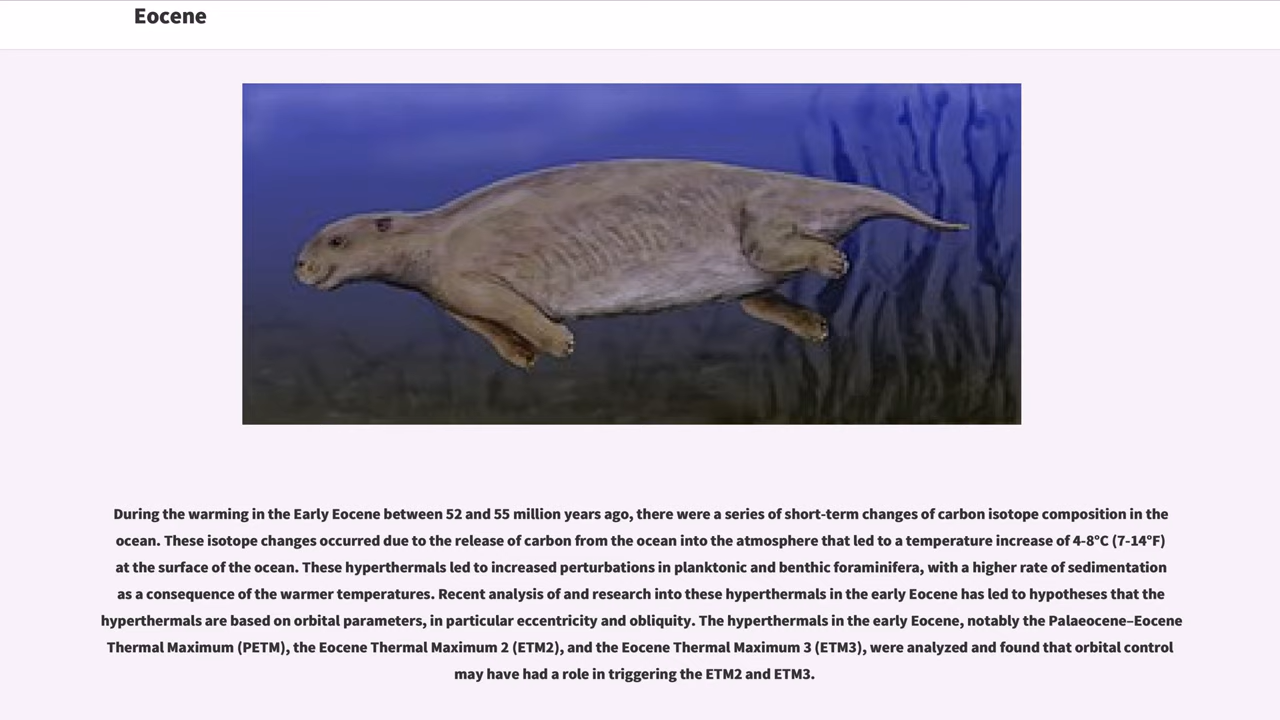 Eocene
During the warming in the Early Eocene between 52 and 55 million years ago, there were a series of short-term changes of carbon isotope composition in the
ocean. These isotope changes occurred due to the release of carbon from the ocean into the atmosphere that led to a temperature increase of 4-8°C (7-14°F)
at the surface of the ocean. These hyperthermals led to increased perturbations in planktonic and benthic foraminifera, with a higher rate of sedimentation
as a consequence of the warmer temperatures. Recent analysis of and research into these hyperthermals in the early Eocene has led to hypotheses that the
hyperthermals are based on orbital parameters, in particular eccentricity and obliquity. The hyperthermals in the early Eocene, notably the Palaeocene–Eocene
Thermal Maximum (PETM), the Eocene Thermal Maximum 2 (ETM2), and the Eocene Thermal Maximum 3 (ETM3), were analyzed and found that orbital control
may have had a role in triggering the ETM2 and ETM3.